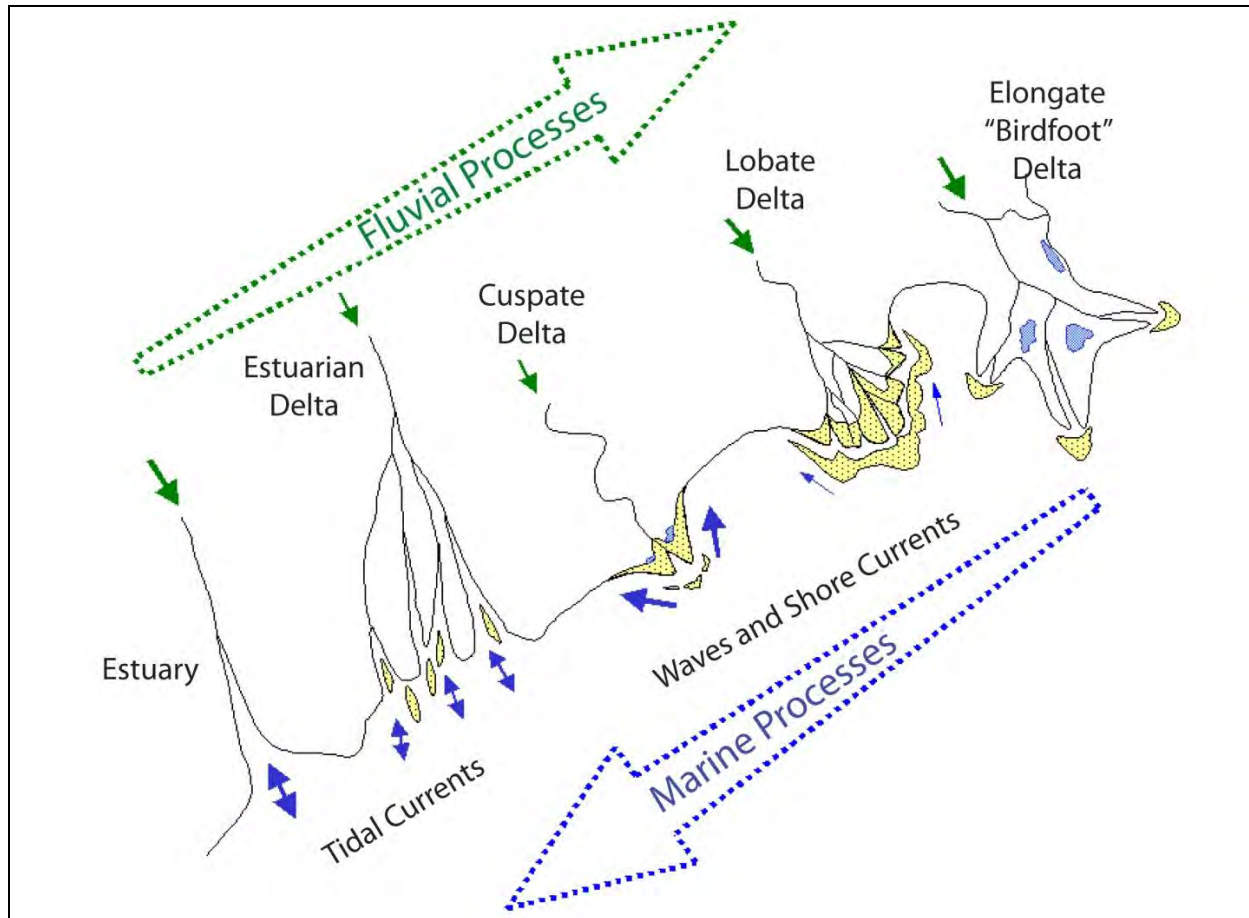 Fluvial Processes
Elongate
"Birdfoot"
Delta
Lobate
Delta
Cuspate
Delta
Estuarian
Delta
Estuary
Waves and Shore Currents
Tidal Currents
Marine Processes